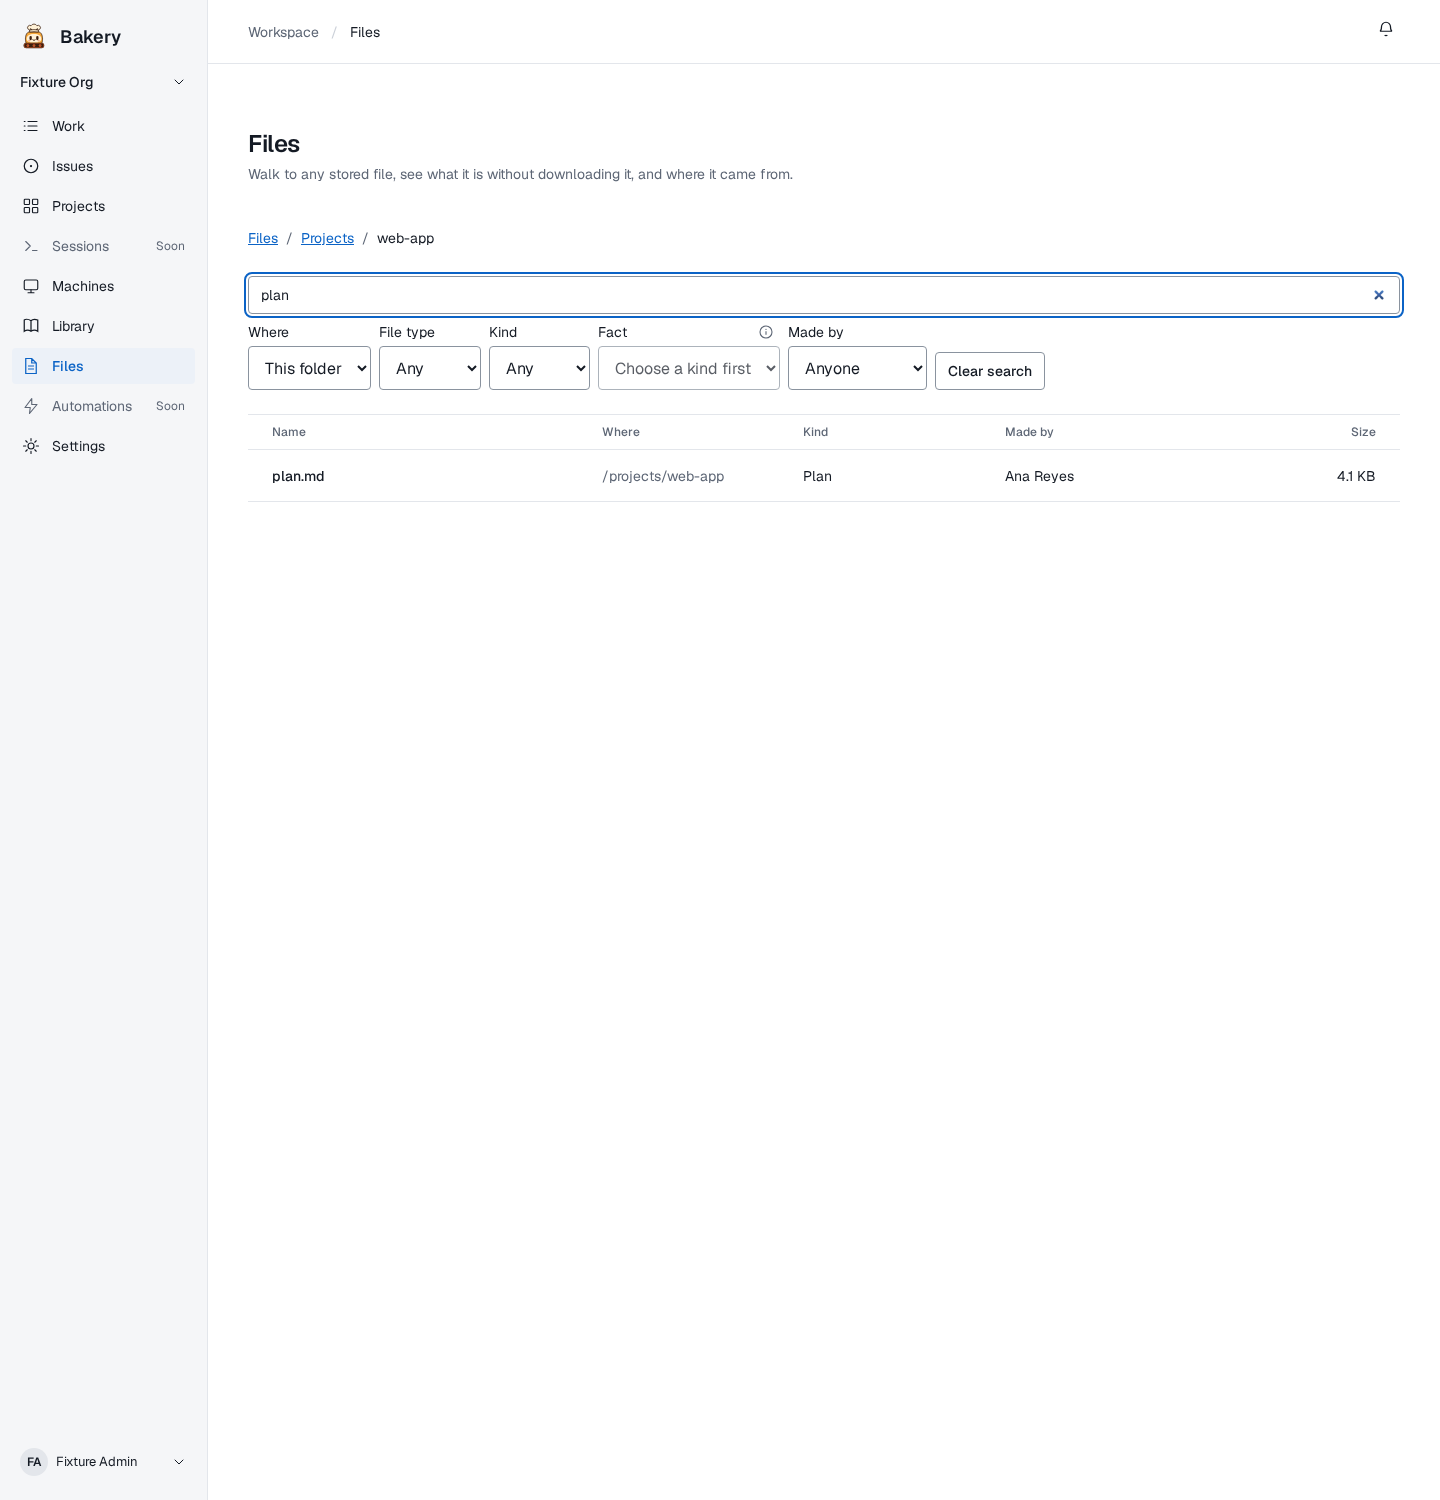 Bakery
Fixture Org
Work
Issues
Projects
Sessions Soon
Machines
Library
Files
Automations Soon
Settings
FA Fixture Admin
Workspace / Files
Files
Walk to any stored file, see what it is without downloading it, and where it came from.
Files / Projects / web-app
plan
Where File type Kind Fact Made by
This folder Any Any Choose a kind first Anyone Clear search
Name Where Kind Made by Size
plan.md /projects/web-app Plan Ana Reyes 4.1 KB